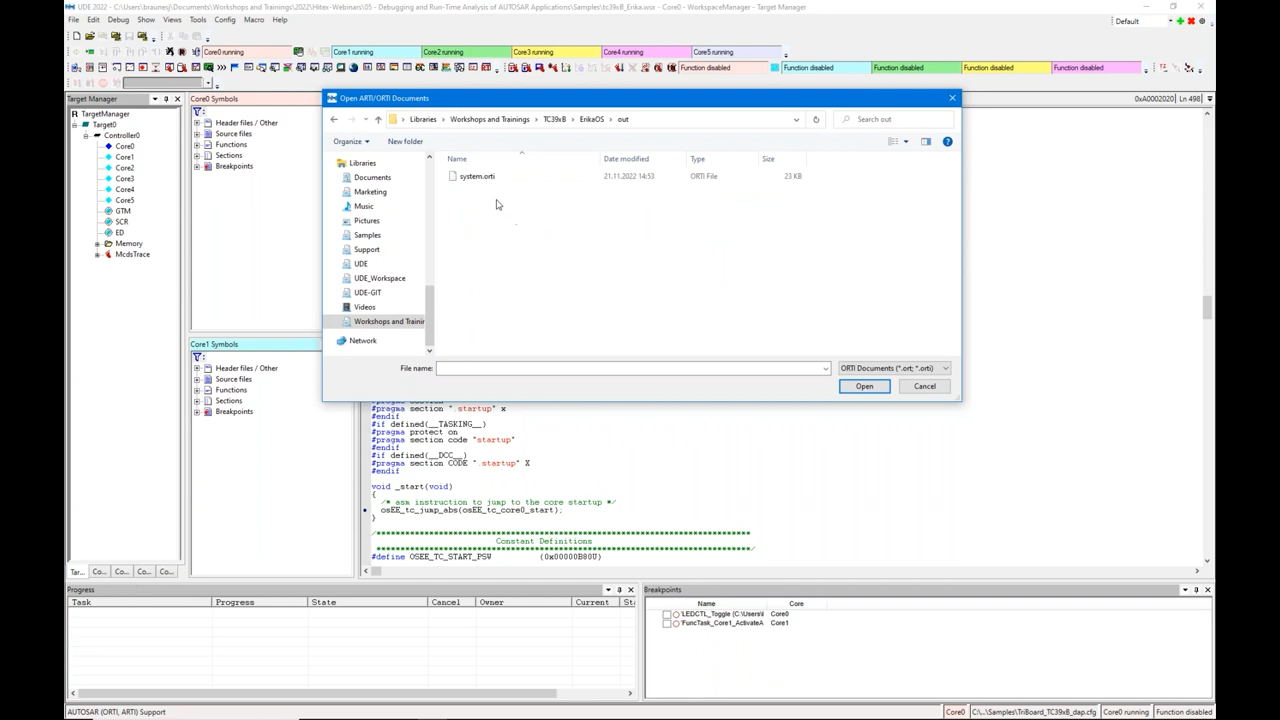 UDE 2022 - C:\Users\braunesj\Documents\Workshops and Trainings\2022\Hitex-Webinars\05 - Debugging and Run-Time Analysis of AUTOSAR Applications\Samples\tc39xB_Erika.wsx - Core0 - WorkspaceManager - Target Manager
File Edit Debug Show Views Tools Config Macro Help
Default
Core0 running Core1 running Core2 running Core3 running Core4 running Core5 running
Function disabled Function disabled Function disabled Function disabled Function disabled
Target Manager
TargetManager
Target0
Controller0
Core0
Core1
Core2
Core3
Core4
Core5
GTM
SCR
ED
Memory
McdsTrace
Core0 Symbols
Header files / Other
Source files
Functions
Sections
Breakpoints
Core1 Symbols
Header files / Other
Source files
Functions
Sections
Breakpoints
0xA0002020 Ln 498
Open ARTI/ORTI Documents
Libraries > Workshops and Trainings > TC39xB > ErikaOS > out
Search out
Organize New folder
Name Date modified Type Size
system.orti 21.11.2022 14:53 ORTI File 23 KB
Libraries
Documents
Marketing
Music
Pictures
Samples
Support
UDE
UDE_Workspace
UDE-GIT
Videos
Workshops and Trainin
Network
File name:
ORTI Documents (*.ort; *.orti)
Open Cancel
#pragma section ".startup" x
#endif
#if defined(__TASKING__)
#pragma protect on
#pragma section code "startup"
#endif
#if defined(__DCC__)
#pragma section CODE ".startup" X
#endif
void _start(void)
{
/* asm instruction to jump to the core startup */
osEE_tc_jump_abs(osEE_tc_core0_start);
}
Constant Definitions
#define OSEE_TC_START_PSW (0x00000B80U)
Tar... Co... Co... Co... Co...
Progress
Task Progress State Cancel Owner Current Sta
Breakpoints
Name Core
'LEDCTL_Toggle (C:\Users\ Core0
'FuncTask_Core1_ActivateA Core1
AUTOSAR (ORTI, ARTI) Support
Core0 C:\...\Samples\TriBoard_TC39xB_dap.cfg Core0 running Function disabled